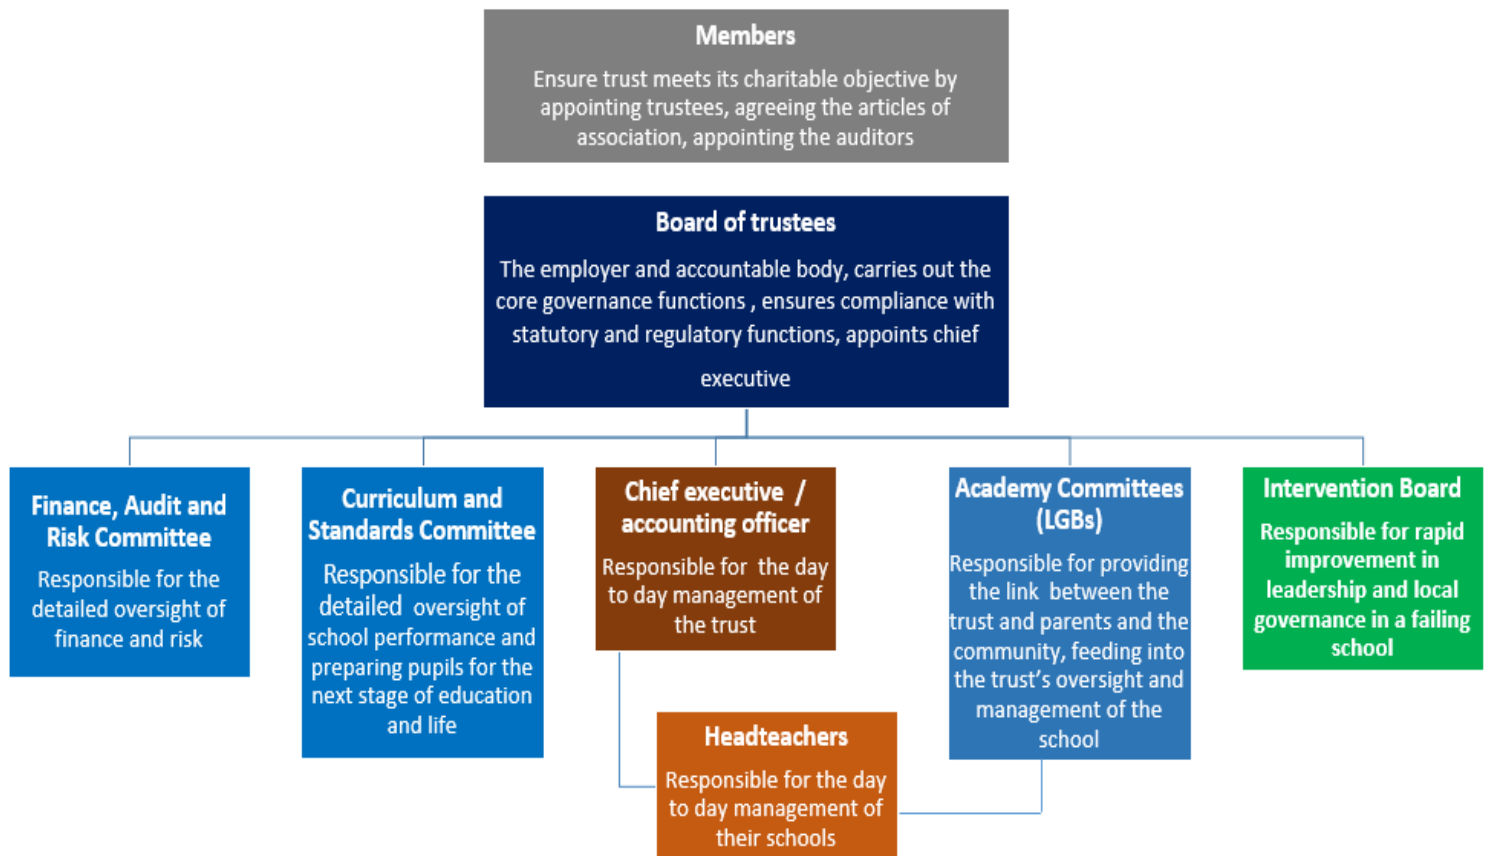 Members
Ensure trust meets its charitable objective by
appointing trustees, agreeing the articles of
association, appointing the auditors
Board of trustees
The employer and accountable body, carries out the
core governance functions , ensures compliance with
statutory and regulatory functions, appoints chief
executive
Finance, Audit and
Risk Committee
Responsible for the
detailed oversight of
finance and risk
Curriculum and
Standards Committee
Responsible for the
detailed oversight of
school performance and
preparing pupils for the
next stage of education
and life
Chief executive /
accounting officer
Responsible for the day
to day management of
the trust
Academy Committees
(LGBs)
Responsible for providing
the link between the
trust and parents and the
community, feeding into
the trust's oversight and
management of the
school
Intervention Board
Responsible for rapid
improvement in
leadership and local
governance in a failing
school
Headteachers
Responsible for the day
to day management of
their schools